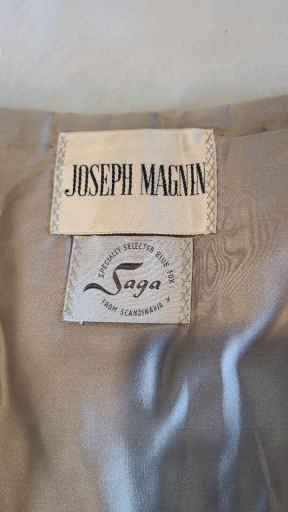 JOSEPH MAGNIN
SPECIALLY SELECTED BLUE FOX
Saga
FROM SCANDINAVIA